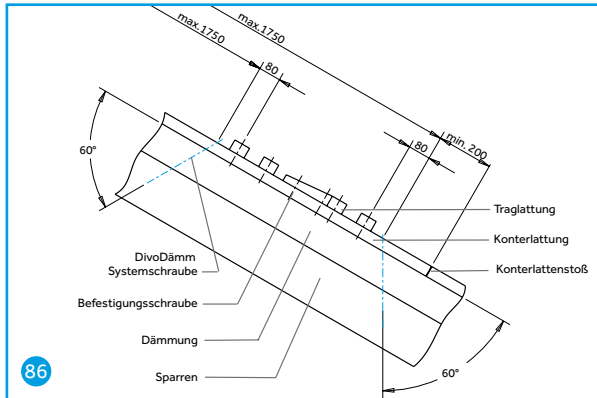 max.1750
max.1750
80
min. 200
80
60°
Traglattung
Konterlattung
DivoDämm
Systemschraube
Konterlattenstoß
Befestigungsschraube
Dämmung
60°
Sparren
86